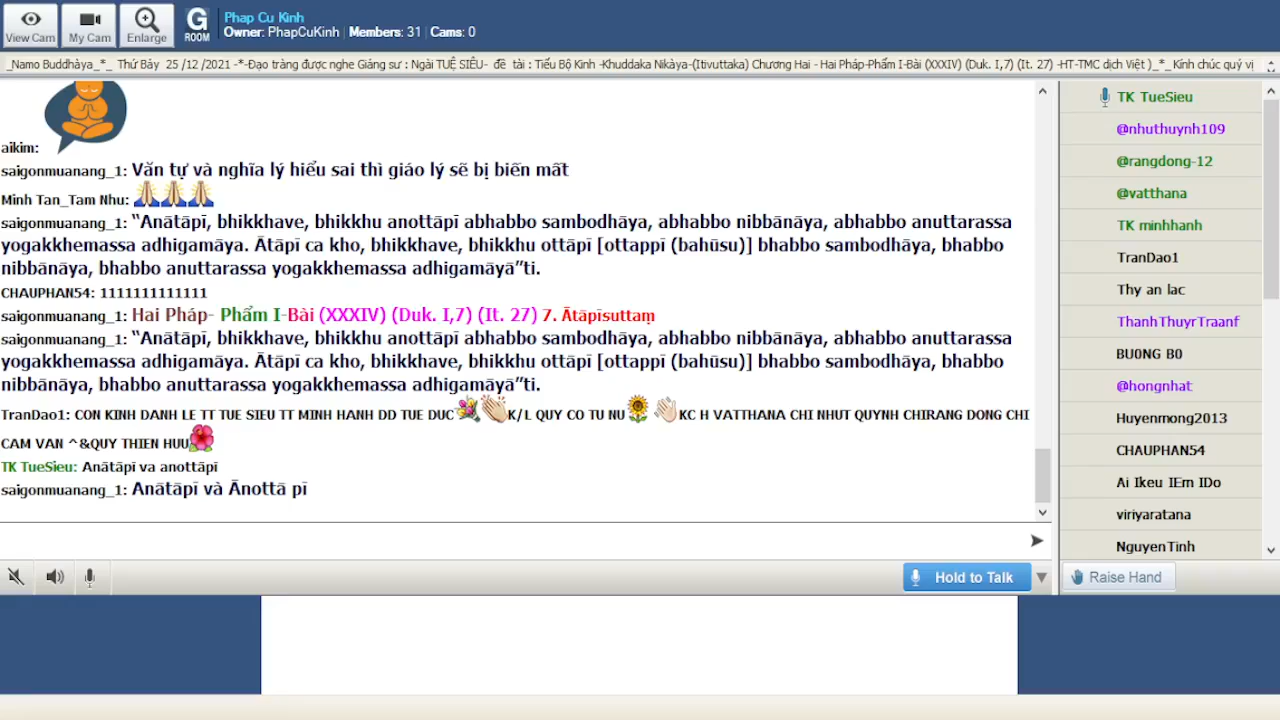 View Cam
My Cam
Enlarge
G
ROOM
Phap Cu Kinh
Owner: PhapCuKinh | Members: 31 | Cams: 0
_Namo Buddhàya_*_ Thứ Bảy 25 /12 /2021 -*-Đạo tràng được nghe Giảng sư : Ngài TUỆ SIÊU- đề tài : Tiểu Bộ Kinh -Khuddaka Nikàya-(Itivuttaka) Chương Hai - Hai Pháp-Phẩm I-Bài (XXXIV) (Duk. I,7) (It. 27) -HT-TMC dịch Việt )_*_ Kính chúc quý vị
aikim:
saigonmuanang_1: Văn tự và nghĩa lý hiểu sai thì giáo lý sẽ bị biến mất
Minh Tan_Tam Nhu:
saigonmuanang_1: “Anātāpī, bhikkhave, bhikkhu anottāpī abhabbo sambodhāya, abhabbo nibbānāya, abhabbo anuttarassa
yogakkhemassa adhigamāya. Ātāpī ca kho, bhikkhave, bhikkhu ottāpī [ottappī (bahūsu)] bhabbo sambodhāya, bhabbo
nibbānāya, bhabbo anuttarassa yogakkhemassa adhigamāyā”ti.
CHAUPHAN54: 1111111111111
saigonmuanang_1: Hai Pháp- Phẩm I-Bài (XXXIV) (Duk. I,7) (It. 27) 7. Ātāpīsuttaṃ
saigonmuanang_1: “Anātāpī, bhikkhave, bhikkhu anottāpī abhabbo sambodhāya, abhabbo nibbānāya, abhabbo anuttarassa
yogakkhemassa adhigamāya. Ātāpī ca kho, bhikkhave, bhikkhu ottāpī [ottappī (bahūsu)] bhabbo sambodhāya, bhabbo
nibbānāya, bhabbo anuttarassa yogakkhemassa adhigamāyā”ti.
TranDao1: CON KINH DANH LE TT TUE SIEU TT MINH HANH DD TUE DUC K/L QUY CO TU NU KC H VATTHANA CHI NHUT QUYNH CHIRANG DONG CHI
CAM VAN ^&QUY THIEN HUU
TK TueSieu: Anātāpī va anottāpī
saigonmuanang_1: Anātāpī và Ānottā pī
Hold to Talk
TK TueSieu
@nhuthuynh109
@rangdong-12
@vatthana
TK minhhanh
TranDao1
Thy an lac
ThanhThuyrTraanf
BU0NG B0
@hongnhat
Huyenmong2013
CHAUPHAN54
Ai Ikeu IEm IDo
viriyaratana
NguyenTinh
Raise Hand